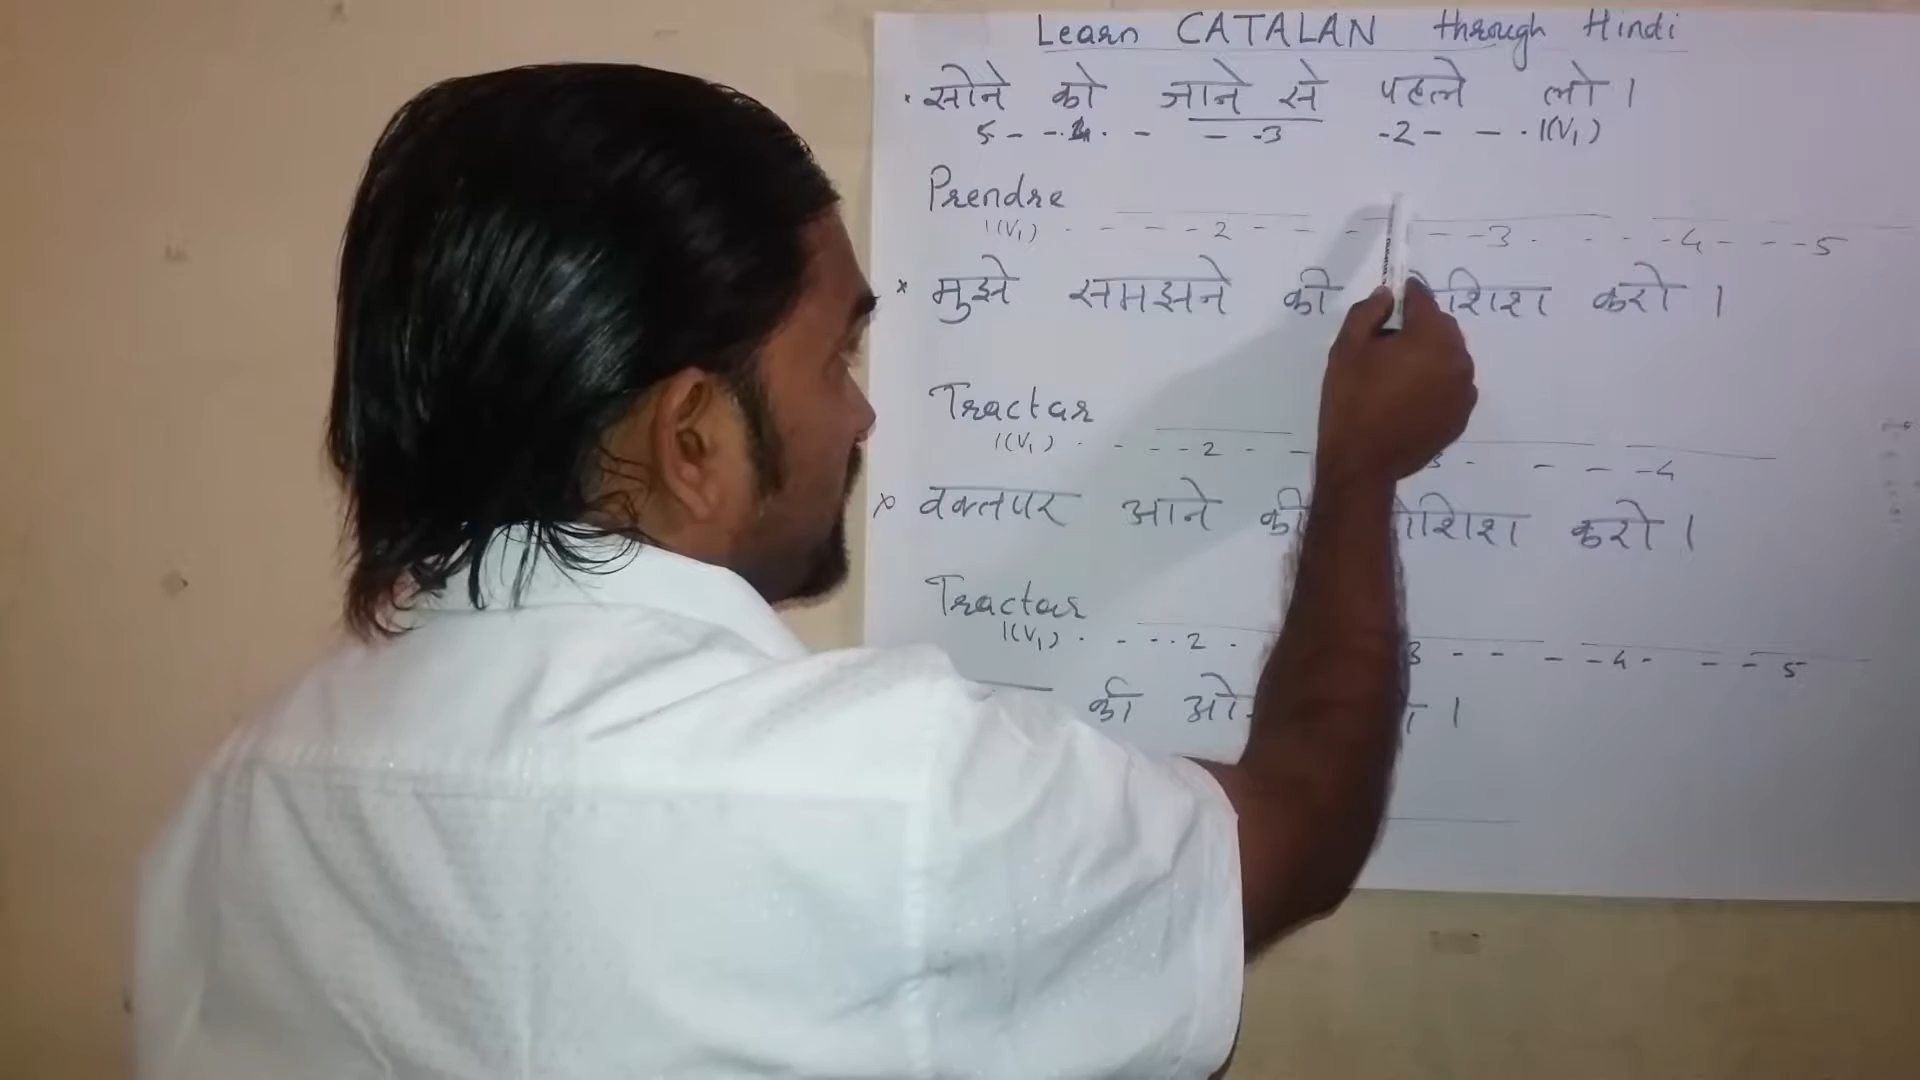 Learn CATALAN through Hindi
• सोने को जाने से पहले लो ।
5 - - 4 - - - 3 - 2 - - 1(V₁)
Prendre
1(V₁) - - - 2 - - - - 3 - - - 4 - - - 5
× मुझे समझने की करो ।
Tractar
1(V₁) - - - 2 - - 3 - - - - 4
× वक्तपर आने की करो ।
Tractar
1(V₁) - - - 2 - 3 - - - - 4 - - - 5
की ।